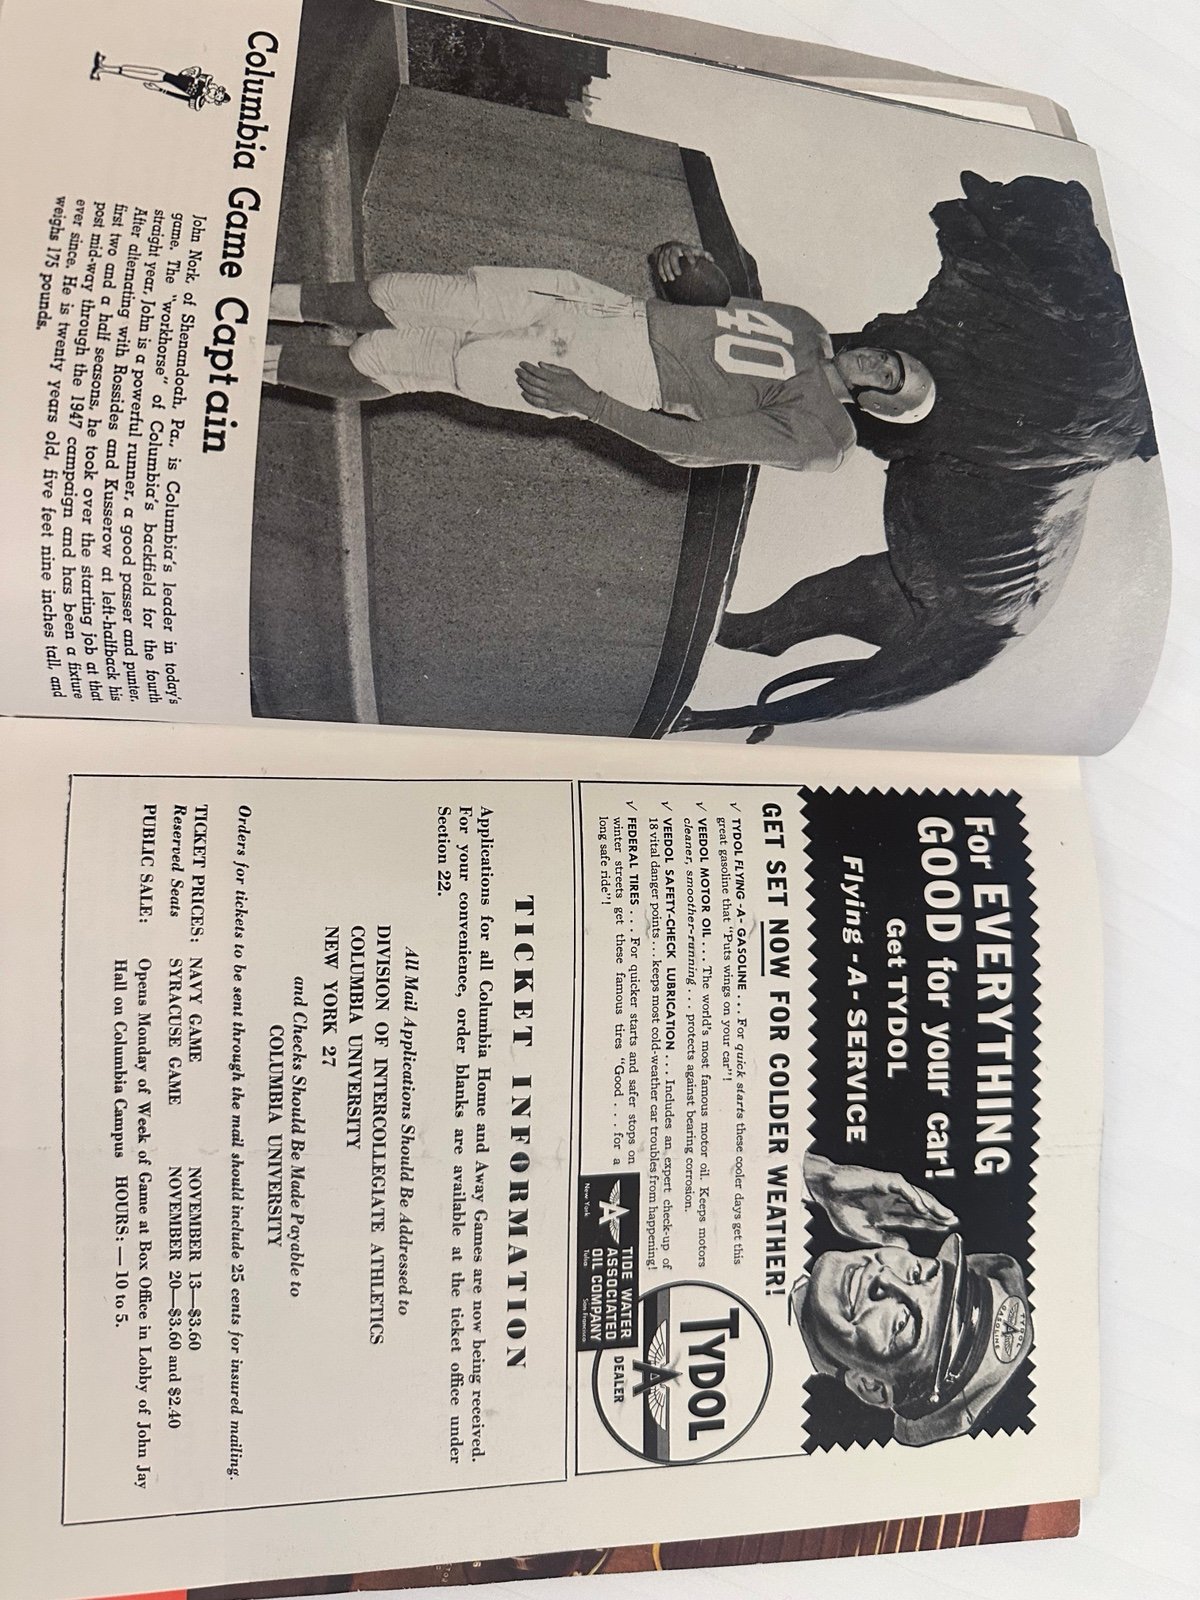 40
Columbia Game Captain
John Nork, of Shenandoah, Pa., is Columbia's leader in today's
game. The "workhorse" of Columbia's backfield for the fourth
straight year, John is a powerful runner, a good passer and punter.
After alternating with Rossides and Kusserow at left-halfback his
first two and a half seasons, he took over the starting job at that
post mid-way through the 1947 campaign and has been a fixture
ever since. He is twenty years old, five feet nine inches tall, and
weighs 175 pounds.
For EVERYTHING
GOOD for your car!
Get TYDOL
Flying -A- SERVICE
TYDOL
GASOLINE
GET SET NOW FOR COLDER WEATHER!
√ TYDOL FLYING -A- GASOLINE ... For quick starts these cooler days get this
great gasoline that "Puts wings on your car"!
√ VEEDOL MOTOR OIL ... The world's most famous motor oil. Keeps motors
cleaner, smoother-running ... protects against bearing corrosion.
√ VEEDOL SAFETY-CHECK LUBRICATION ... Includes an expert check-up of
18 vital danger points ... keeps most cold-weather car troubles from happening!
√ FEDERAL TIRES ... For quicker starts and safer stops on
winter streets get these famous tires "Good . . . for a
long safe ride"!
A
TIDE WATER
ASSOCIATED
OIL COMPANY
New York Tulsa San Francisco
TYDOL
A
DEALER
TICKET INFORMATION
Applications for all Columbia Home and Away Games are now being received.
For your convenience, order blanks are available at the ticket office under
Section 22.
All Mail Applications Should Be Addressed to
DIVISION OF INTERCOLLEGIATE ATHLETICS
COLUMBIA UNIVERSITY
NEW YORK 27
and Checks Should Be Made Payable to
COLUMBIA UNIVERSITY
Orders for tickets to be sent through the mail should include 25 cents for insured mailing.
TICKET PRICES: NAVY GAME NOVEMBER 13—$3.60
Reserved Seats SYRACUSE GAME NOVEMBER 20—$3.60 and $2.40
PUBLIC SALE: Opens Monday of Week of Game at Box Office in Lobby of John Jay
Hall on Columbia Campus HOURS: — 10 to 5.